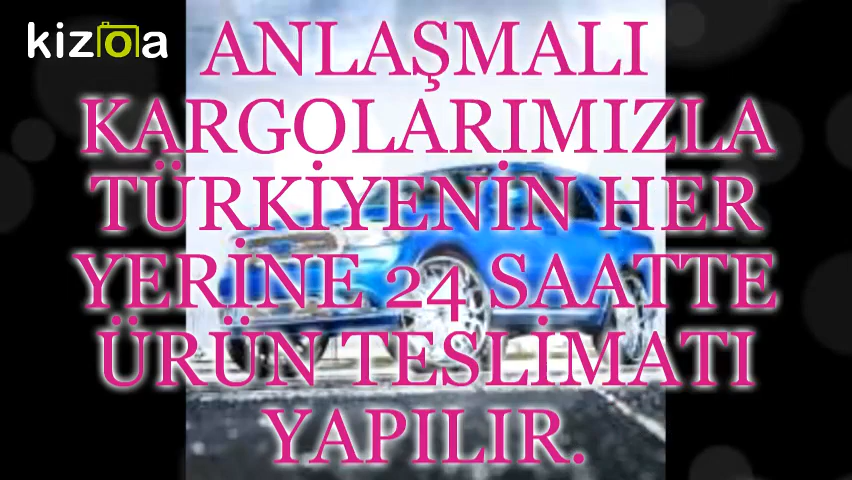 kizoa
ANLAŞMALI
KARGOLARIMIZLA
TÜRKİYENİN HER
YERİNE 24 SAATTE
ÜRÜN TESLİMATI
YAPILIR.